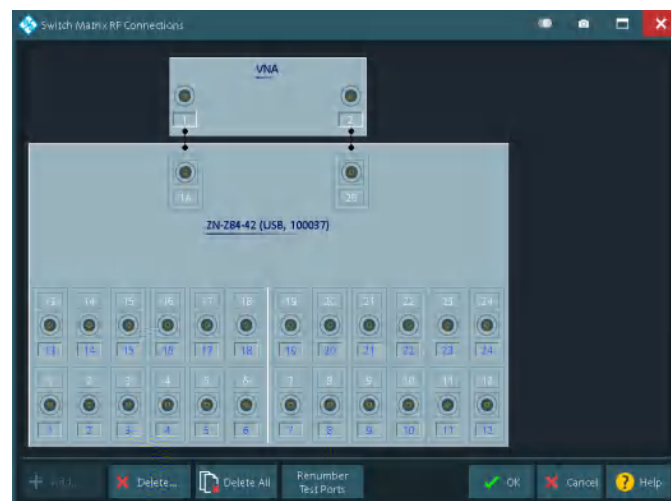 Switch Matrix RF Connections
VNA
1 2
1A 2B
ZN-Z84-42 (USB, 100037)
13 14 15 16 17 18 19 20 21 22 23 24
13 14 15 16 17 18 19 20 21 22 23 24
1 2 3 4 5 6 7 8 9 10 11 12
1 2 3 4 5 6 7 8 9 10 11 12
Add... Delete... Delete All Renumber OK Cancel Help
Test Ports